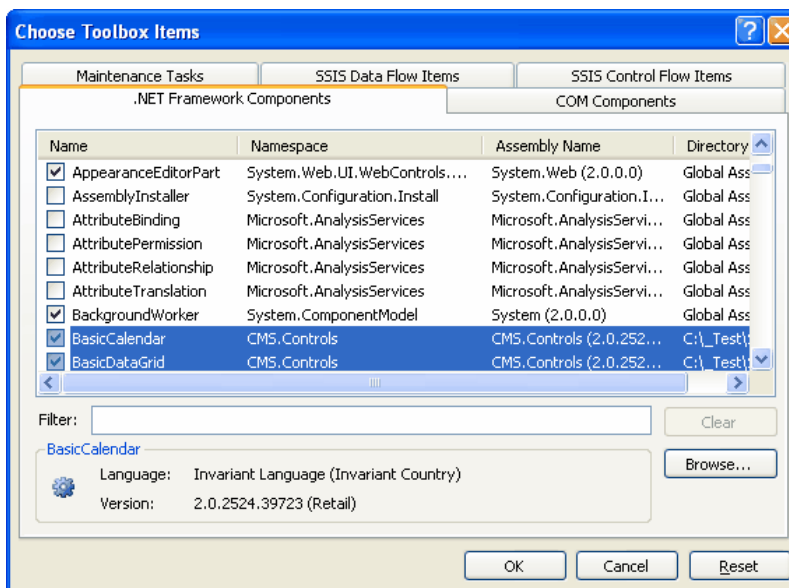 Choose Toolbox Items
Maintenance Tasks SSIS Data Flow Items SSIS Control Flow Items
.NET Framework Components COM Components
Name Namespace Assembly Name Directory
AppearanceEditorPart System.Web.UI.WebControls.... System.Web (2.0.0.0) Global Ass
AssemblyInstaller System.Configuration.Install System.Configuration.I... Global Ass
AttributeBinding Microsoft.AnalysisServices Microsoft.AnalysisServi... Global Ass
AttributePermission Microsoft.AnalysisServices Microsoft.AnalysisServi... Global Ass
AttributeRelationship Microsoft.AnalysisServices Microsoft.AnalysisServi... Global Ass
AttributeTranslation Microsoft.AnalysisServices Microsoft.AnalysisServi... Global Ass
BackgroundWorker System.ComponentModel System (2.0.0.0) Global Ass
BasicCalendar CMS.Controls CMS.Controls (2.0.252... C:\_Test\
BasicDataGrid CMS.Controls CMS.Controls (2.0.252... C:\_Test\
Filter: Clear
BasicCalendar
Browse...
Language: Invariant Language (Invariant Country)
Version: 2.0.2524.39723 (Retail)
OK Cancel Reset